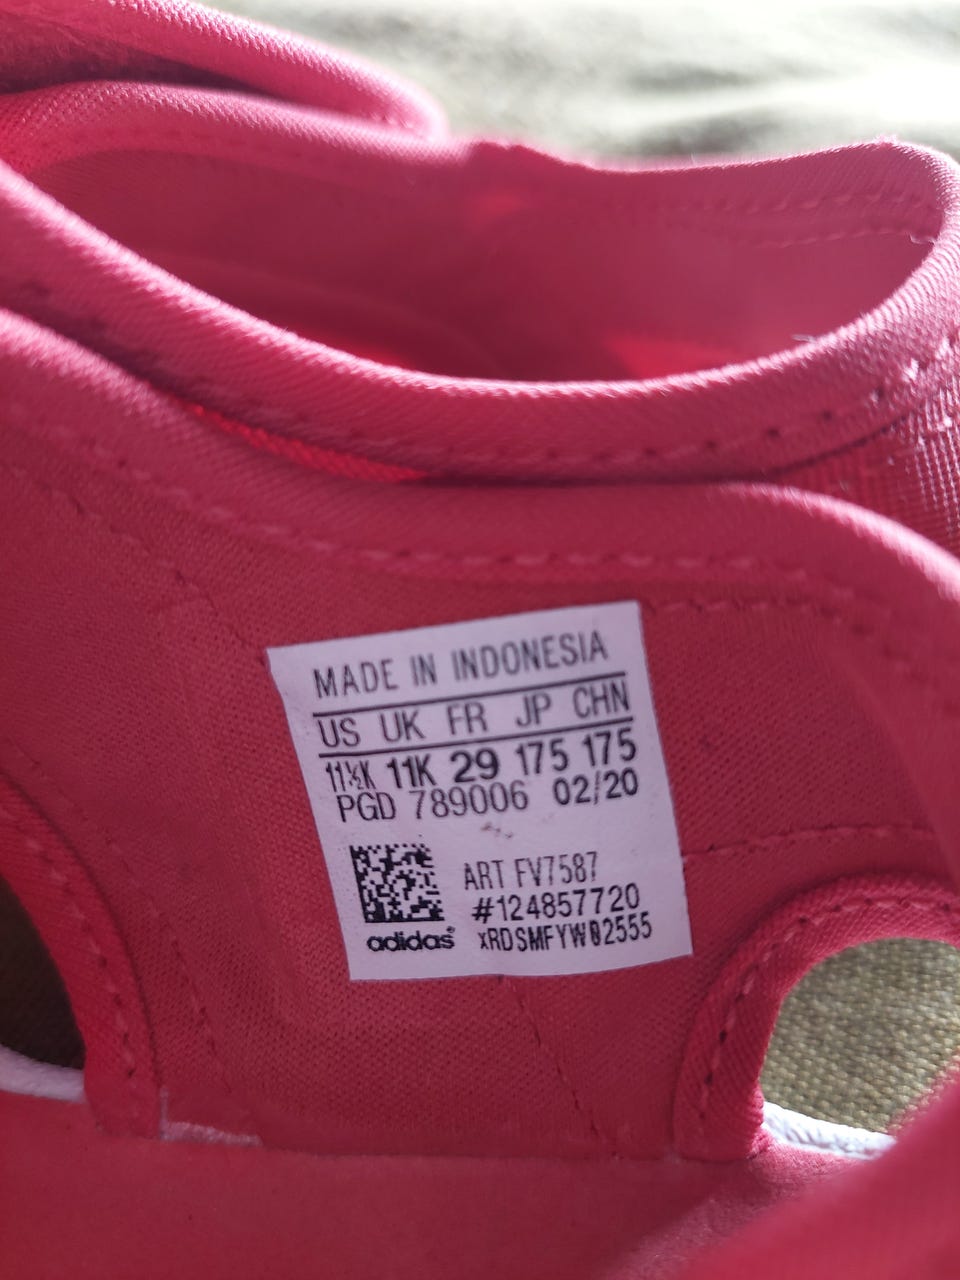 MADE IN INDONESIA
US UK FR JP CHN
11½K 11K 29 175 175
PGD 789006 02/20
ART FV7587
#124857720
adidas xRDSMFYW02555